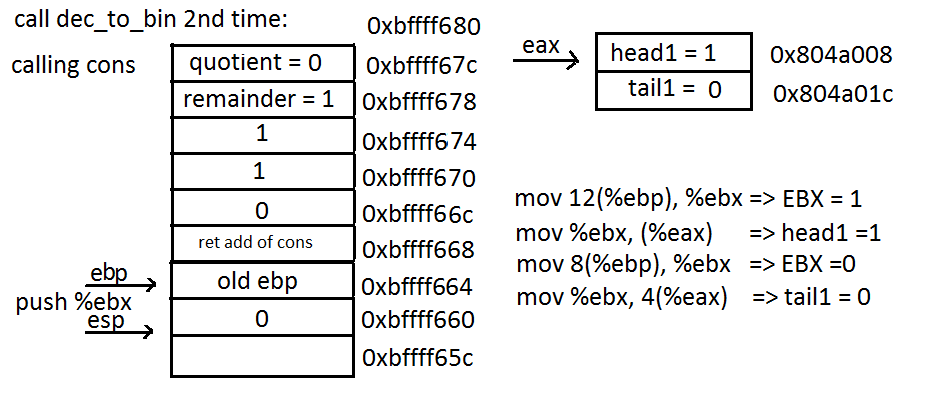 call dec_to_bin 2nd time:
0xbffff680
calling cons
quotient = 0
0xbffff67c
remainder = 1
0xbffff678
1
0xbffff674
1
0xbffff670
0
0xbffff66c
ret add of cons
0xbffff668
ebp
old ebp
0xbffff664
push %ebx
esp
0
0xbffff660
0xbffff65c
eax
head1 = 1
0x804a008
tail1 = 0
0x804a01c
mov 12(%ebp), %ebx => EBX = 1
mov %ebx, (%eax) => head1 =1
mov 8(%ebp), %ebx => EBX =0
mov %ebx, 4(%eax) => tail1 = 0